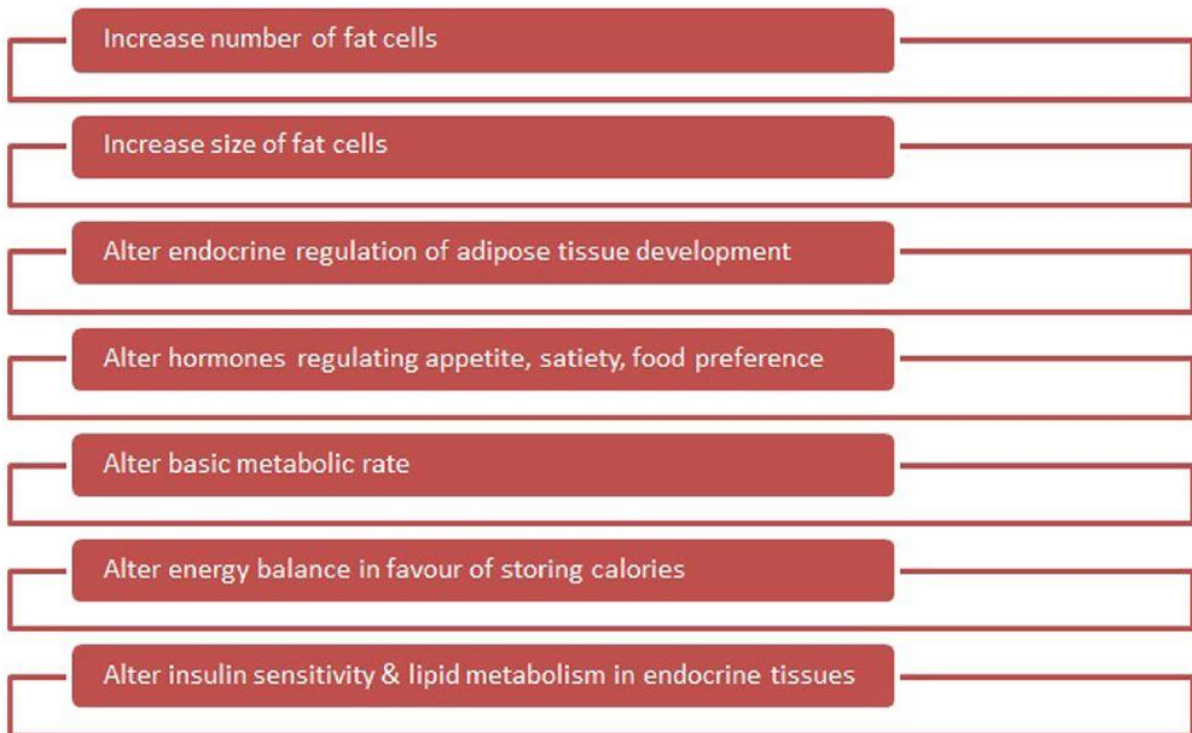 Increase number of fat cells
Increase size of fat cells
Alter endocrine regulation of adipose tissue development
Alter hormones regulating appetite, satiety, food preference
Alter basic metabolic rate
Alter energy balance in favour of storing calories
Alter insulin sensitivity & lipid metabolism in endocrine tissues